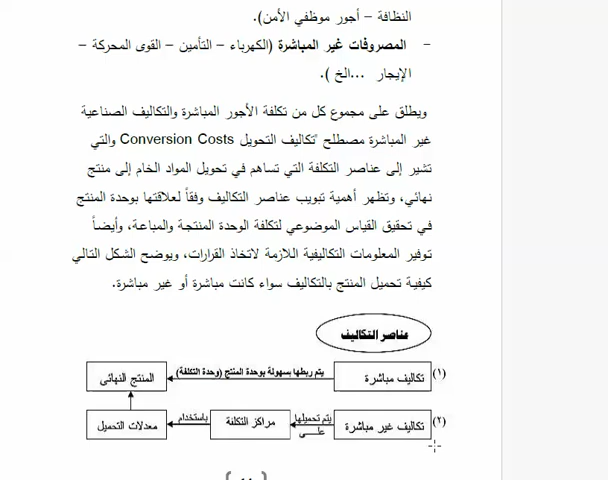 النظافة – أجور موظفي الأمن).
- المصروفات غير المباشرة (الكهرباء – التأمين – القوى المحركة –
الإيجار ...الخ ).
ويطلق على مجموع كل من تكلفة الأجور المباشرة والتكاليف الصناعية
غير المباشرة مصطلح "تكاليف التحويل Conversion Costs والتي
تشير إلى عناصر التكلفة التي تساهم في تحويل المواد الخام إلى منتج
نهائي، وتظهر أهمية تبويب عناصر التكاليف وفقاً لعلاقتها بوحدة المنتج
في تحقيق القياس الموضوعي لتكلفة الوحدة المنتجة والمباعة، وأيضاً
توفير المعلومات التكاليفية اللازمة لاتخاذ القرارات، ويوضح الشكل التالي
كيفية تحميل المنتج بالتكاليف سواء كانت مباشرة أو غير مباشرة.
عناصر التكاليف
(١) تكاليف مباشرة يتم ربطها بسهولة بوحدة المنتج (وحدة التكلفة) المنتج النهائى
(٢) تكاليف غير مباشرة يتم تحميلها على مراكز التكلفة باستخدام معدلات التحميل